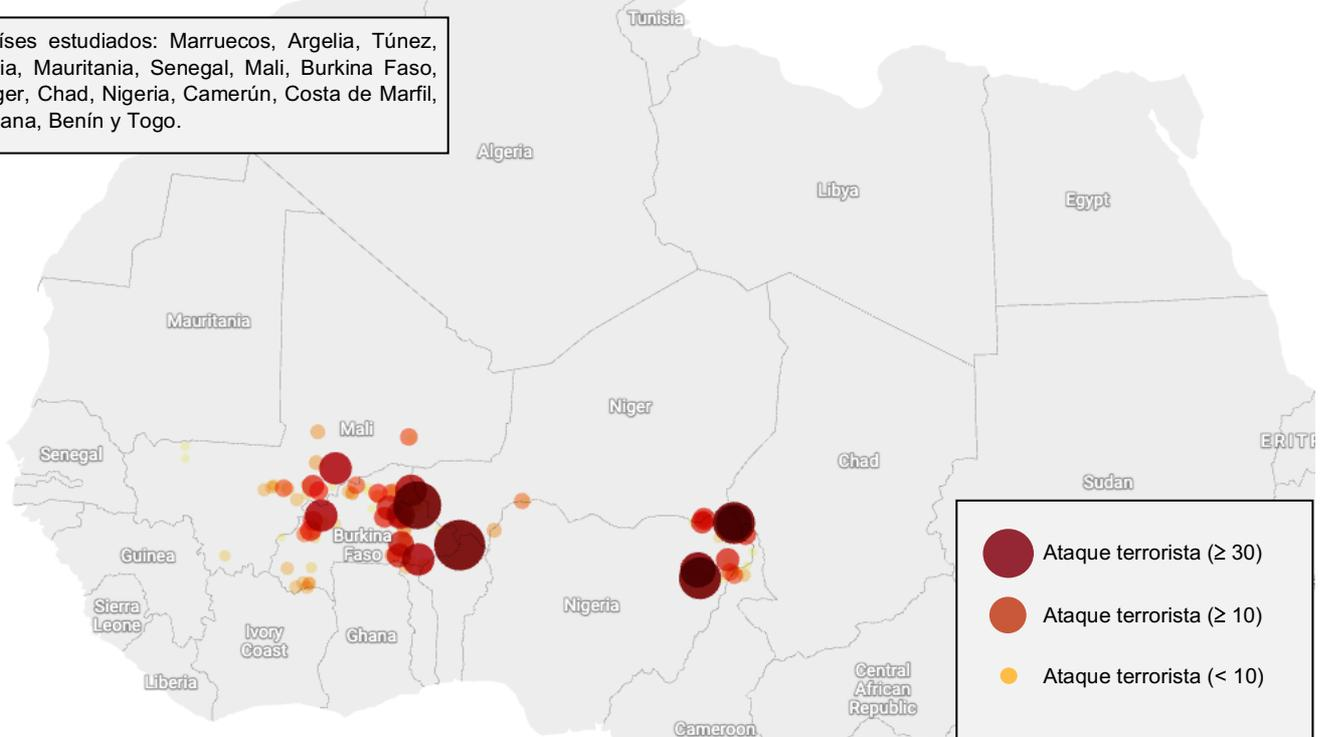 Tunisia
íses estudiados: Marruecos, Argelia, Túnez,
ia, Mauritania, Senegal, Mali, Burkina Faso,
ger, Chad, Nigeria, Camerún, Costa de Marfil,
ana, Benín y Togo.
Algeria
Libya
Egypt
Mauritania
Niger
Mali
Senegal
Chad
ERITR
Sudan
Burkina
Faso
Guinea
Nigeria
Sierra
Leone
Ivory
Coast
Ghana
Liberia
Central
African
Republic
Cameroon
Ataque terrorista (≥ 30)
Ataque terrorista (≥ 10)
Ataque terrorista (< 10)